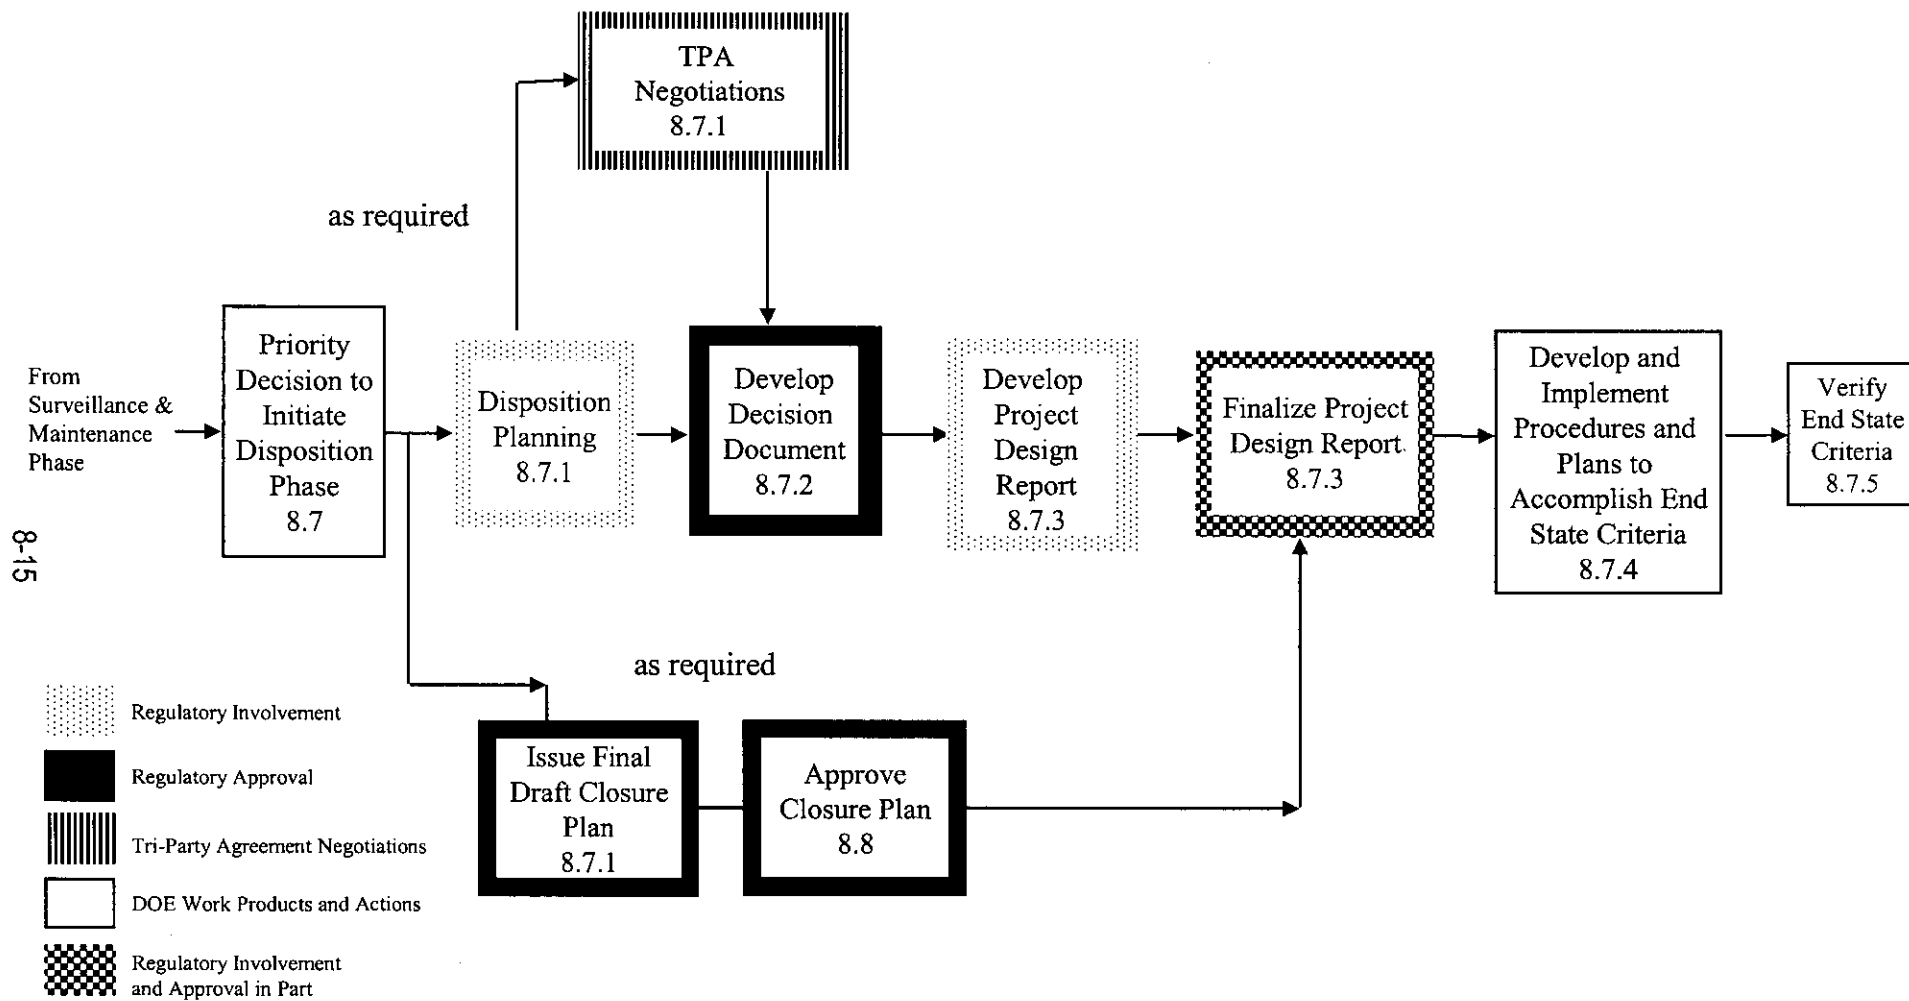 TPA
Negotiations
8.7.1
as required
From
Surveillance &
Maintenance
Phase
Priority
Decision to
Initiate
Disposition
Phase
8.7
Disposition
Planning
8.7.1
Develop
Decision
Document
8.7.2
Develop
Project
Design
Report
8.7.3
Finalize Project
Design Report
8.7.3
Develop and
Implement
Procedures and
Plans to
Accomplish End
State Criteria
8.7.4
Verify
End State
Criteria
8.7.5
8-15
as required
Issue Final
Draft Closure
Plan
8.7.1
Approve
Closure Plan
8.8
Regulatory Involvement
Regulatory Approval
Tri-Party Agreement Negotiations
DOE Work Products and Actions
Regulatory Involvement
and Approval in Part